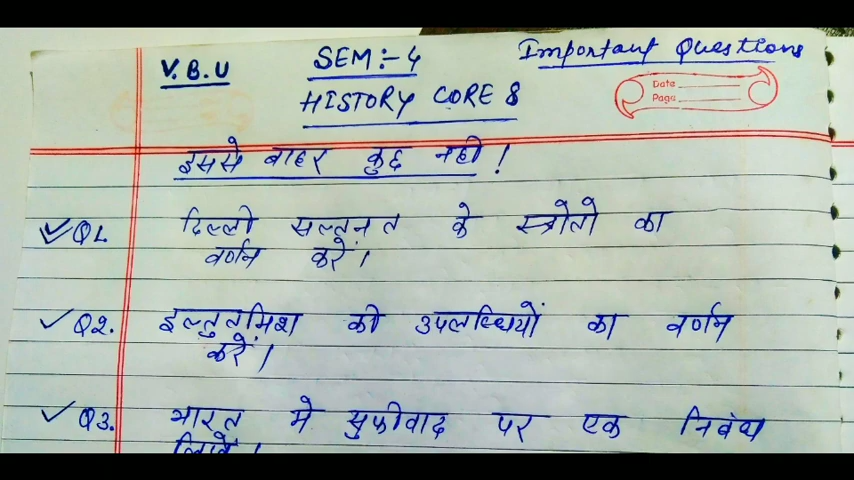 V.B.U
SEM:- 4
Important Questions
HISTORY CORE 8
Date
Page
इससे बाहर कुछ नही!
Q1. दिल्ली सल्तनत के स्त्रोतो का
वर्णन करें।
Q2. इल्तुतमिश की उपलब्धियों का वर्णन
करें।
Q3. भारत मे सुफीवाद पर एक निबंध